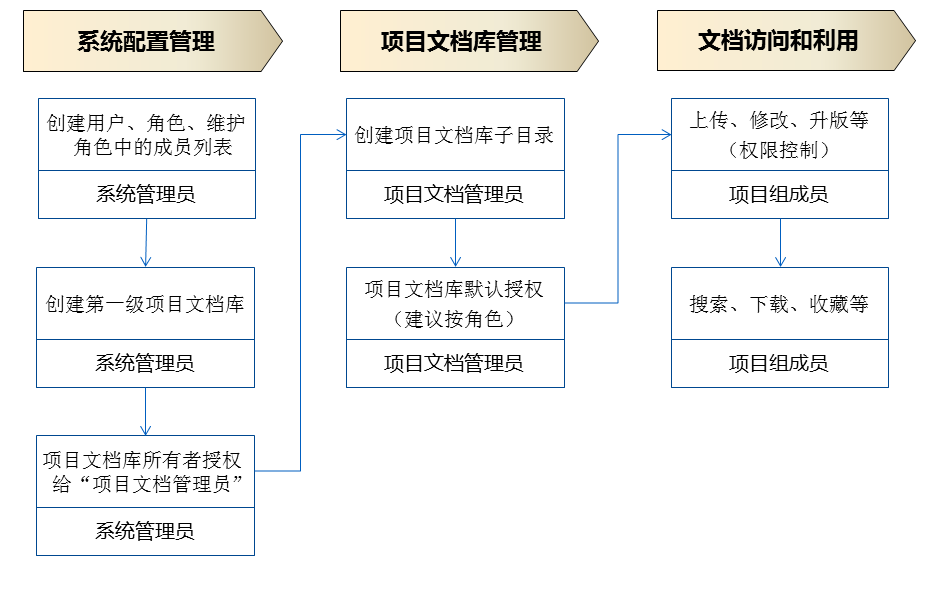 系统配置管理
项目文档库管理
文档访问和利用
创建用户、角色、维护
角色中的成员列表
系统管理员
创建第一级项目文档库
系统管理员
项目文档库所有者授权
给“项目文档管理员”
系统管理员
创建项目文档库子目录
项目文档管理员
项目文档库默认授权
（建议按角色）
项目文档管理员
上传、修改、升版等
（权限控制）
项目组成员
搜索、下载、收藏等
项目组成员